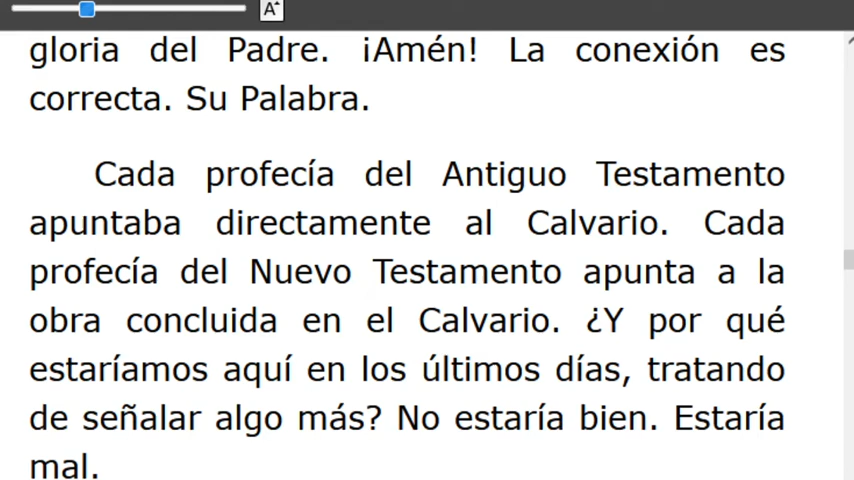 A
gloria del Padre. ¡Amén! La conexión es
correcta. Su Palabra.
Cada profecía del Antiguo Testamento
apuntaba directamente al Calvario. Cada
profecía del Nuevo Testamento apunta a la
obra concluida en el Calvario. ¿Y por qué
estaríamos aquí en los últimos días, tratando
de señalar algo más? No estaría bien. Estaría
mal.